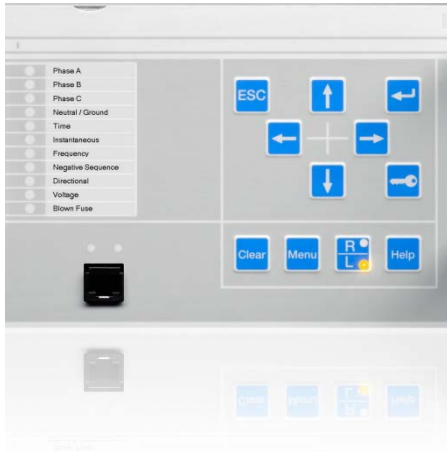 Phase A
Phase B
Phase C
Neutral / Ground
Time
Instantaneous
Frequency
Negative Sequence
Directional
Voltage
Blown Fuse
ESC
Clear
Menu
R
L
Help